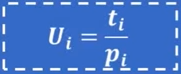 U_i = t_i / p_i